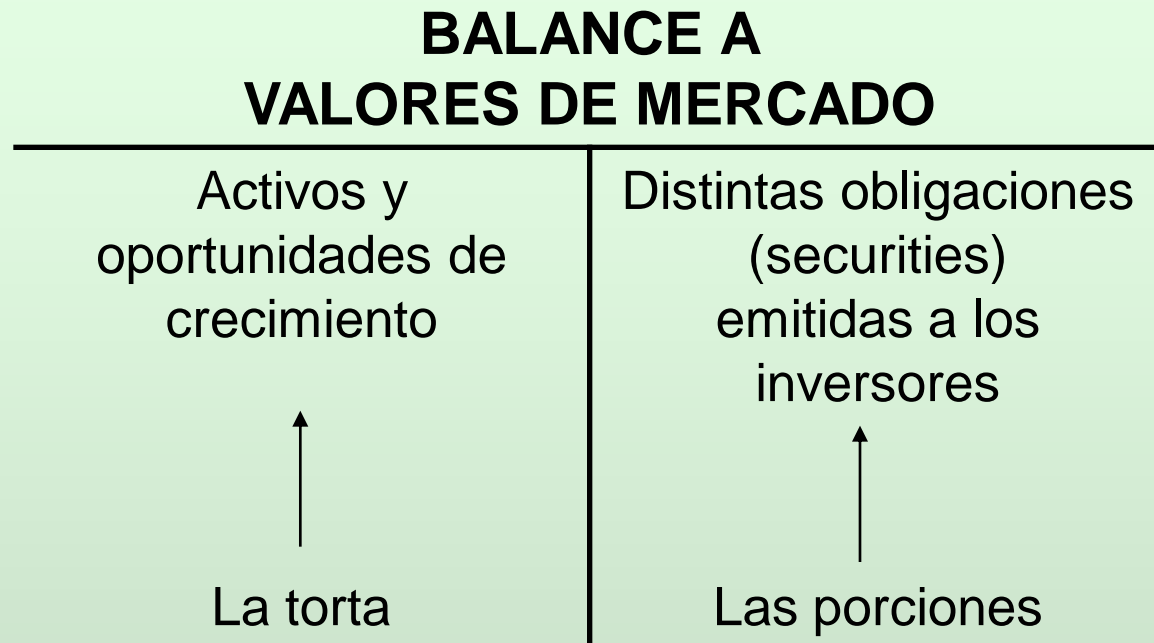 BALANCE A
VALORES DE MERCADO
Activos y
oportunidades de
crecimiento
La torta
Distintas obligaciones
(securities)
emitidas a los
inversores
Las porciones